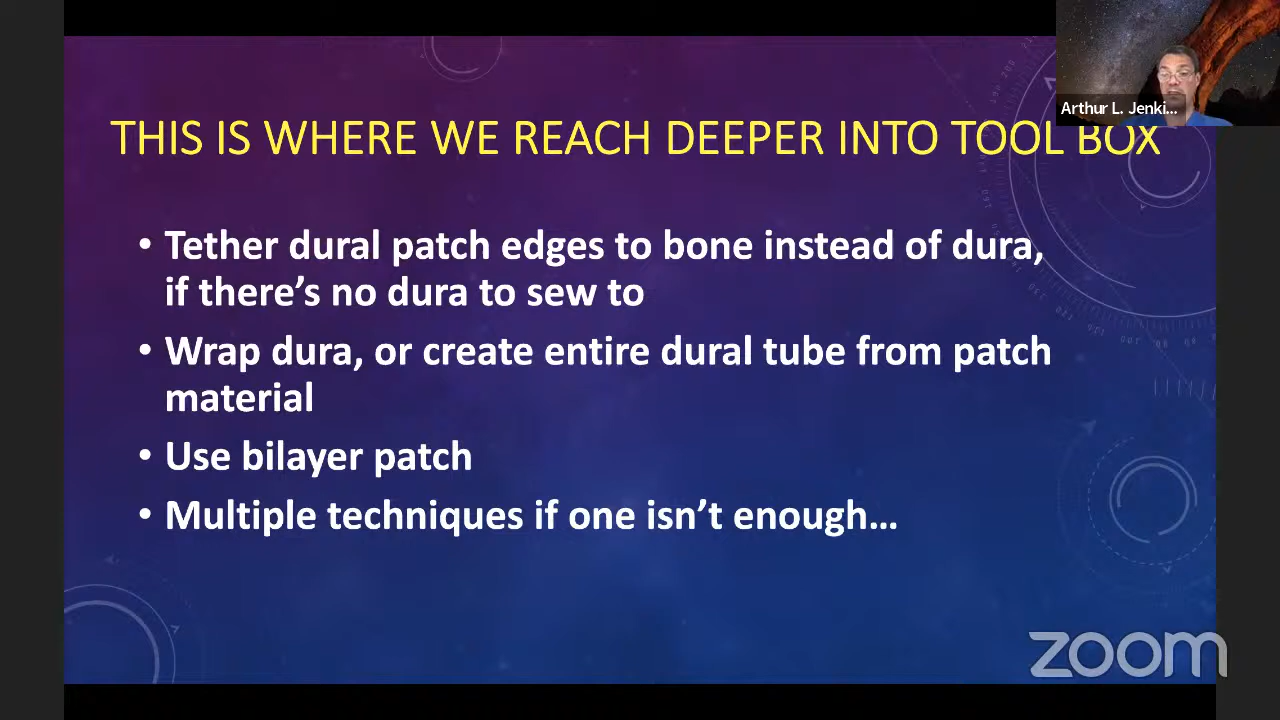 Arthur L. Jenki...
THIS IS WHERE WE REACH DEEPER INTO TOOL BOX
• Tether dural patch edges to bone instead of dura,
if there's no dura to sew to
• Wrap dura, or create entire dural tube from patch
material
• Use bilayer patch
• Multiple techniques if one isn't enough…
zoom